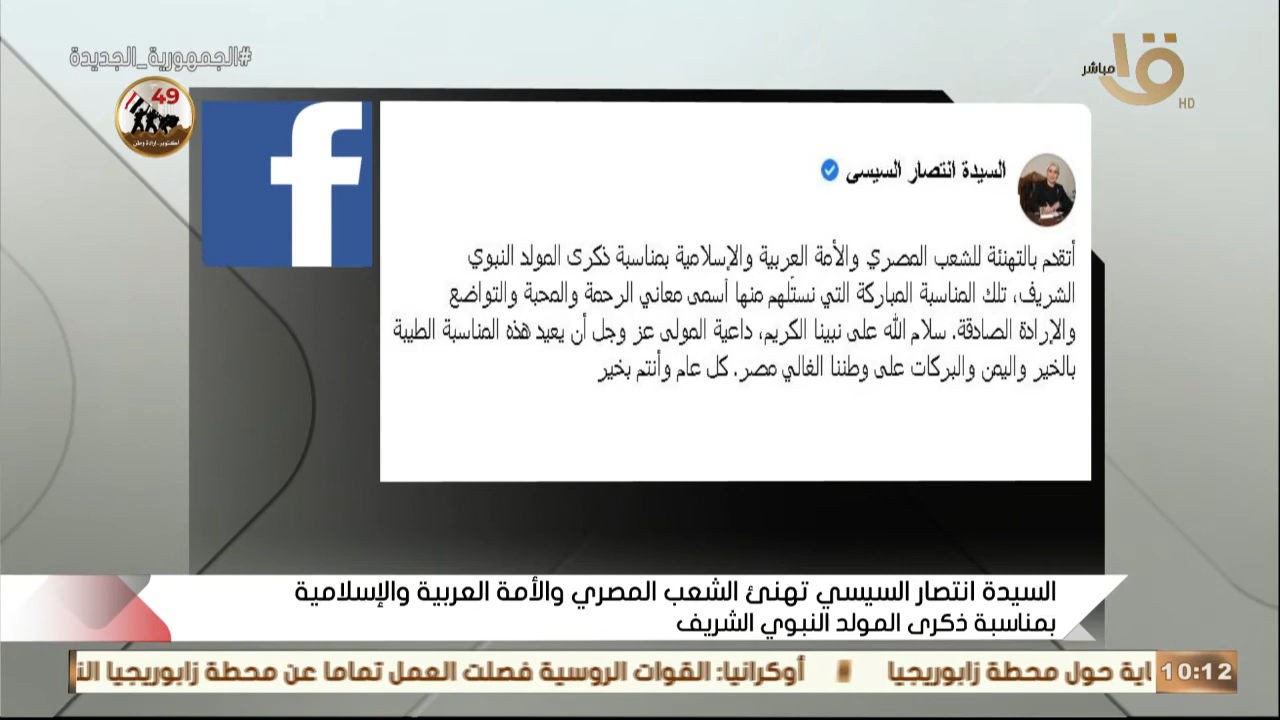 #الجمهورية_الجديدة
مباشر
HD
49
أكتوبر.. إرادة وطن
السيدة انتصار السيسى
أتقدم بالتهنئة للشعب المصري والأمة العربية والإسلامية بمناسبة ذكرى المولد النبوي
الشريف، تلك المناسبة المباركة التي نستلهم منها أسمى معاني الرحمة والمحبة والتواضع
والإرادة الصادقة. سلام الله على نبينا الكريم، داعية المولى عز وجل أن يعيد هذه المناسبة الطيبة
بالخير واليمن والبركات على وطننا الغالي مصر. كل عام وأنتم بخير
السيدة انتصار السيسي تهنئ الشعب المصري والأمة العربية والإسلامية
بمناسبة ذكرى المولد النبوي الشريف
اية حول محطة زابوريجيا
أوكرانيا: القوات الروسية فصلت العمل تماما عن محطة زابوريجيا
10:12